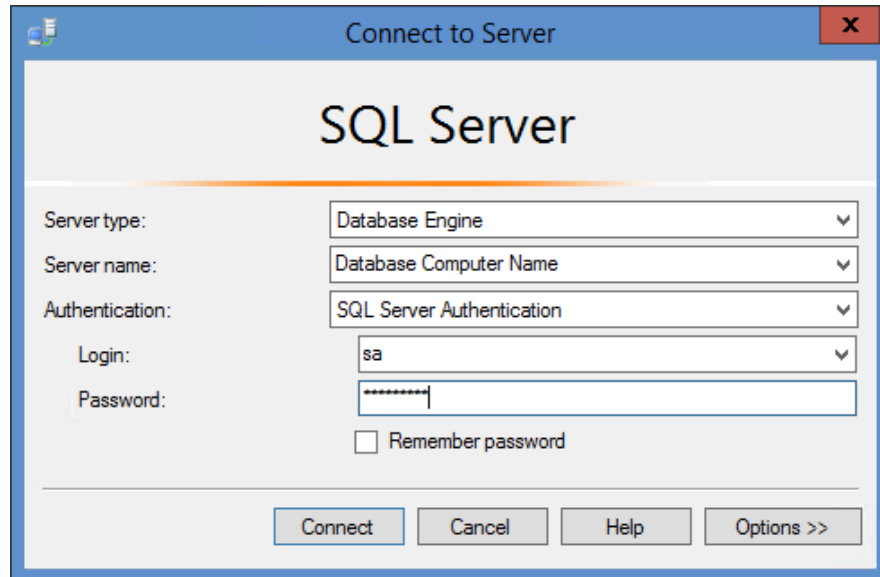 Connect to Server
x
SQL Server
Server type: Database Engine
Server name: Database Computer Name
Authentication: SQL Server Authentication
Login: sa
Password: *********
Remember password
Connect Cancel Help Options >>